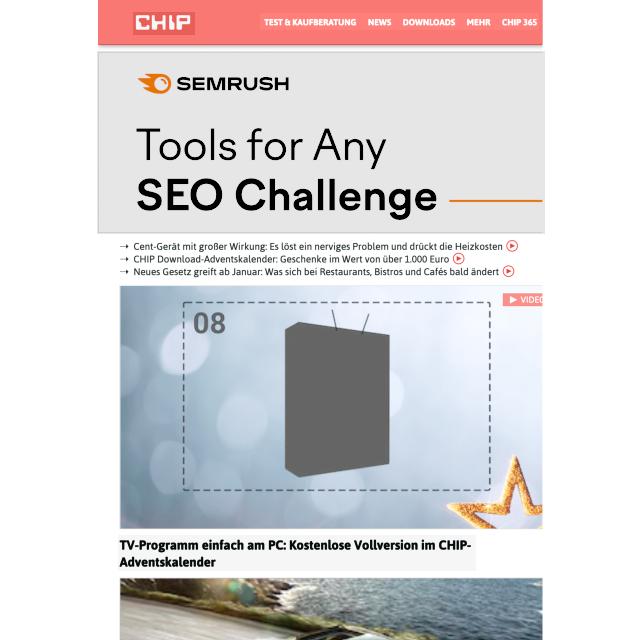 CHIP
TEST & KAUFBERATUNG NEWS DOWNLOADS MEHR CHIP 365
SEMRUSH
Tools for Any
SEO Challenge
→ Cent-Gerät mit großer Wirkung: Es löst ein nerviges Problem und drückt die Heizkosten
→ CHIP Download-Adventskalender: Geschenke im Wert von über 1.000 Euro
→ Neues Gesetz greift ab Januar: Was sich bei Restaurants, Bistros und Cafés bald ändert
VIDEO
08
TV-Programm einfach am PC: Kostenlose Vollversion im CHIP-
Adventskalender